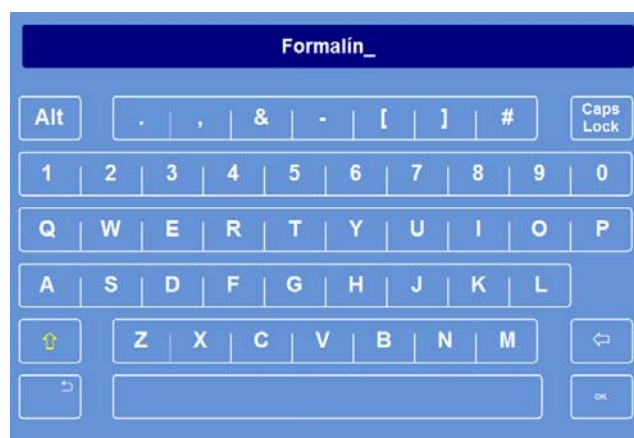 Formalín_
Alt . , & - [ ] # Caps Lock
1 2 3 4 5 6 7 8 9 0
Q W E R T Y U I O P
A S D F G H J K L
Z X C V B N M
OK